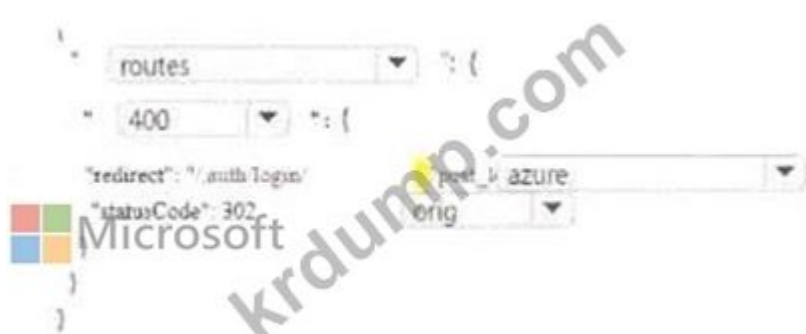 {
" routes ": {
" 400 ": {
"redirect": "/.auth/login/ azure
"statusCode": 302 orig
Microsoft
}
}
krdump.com